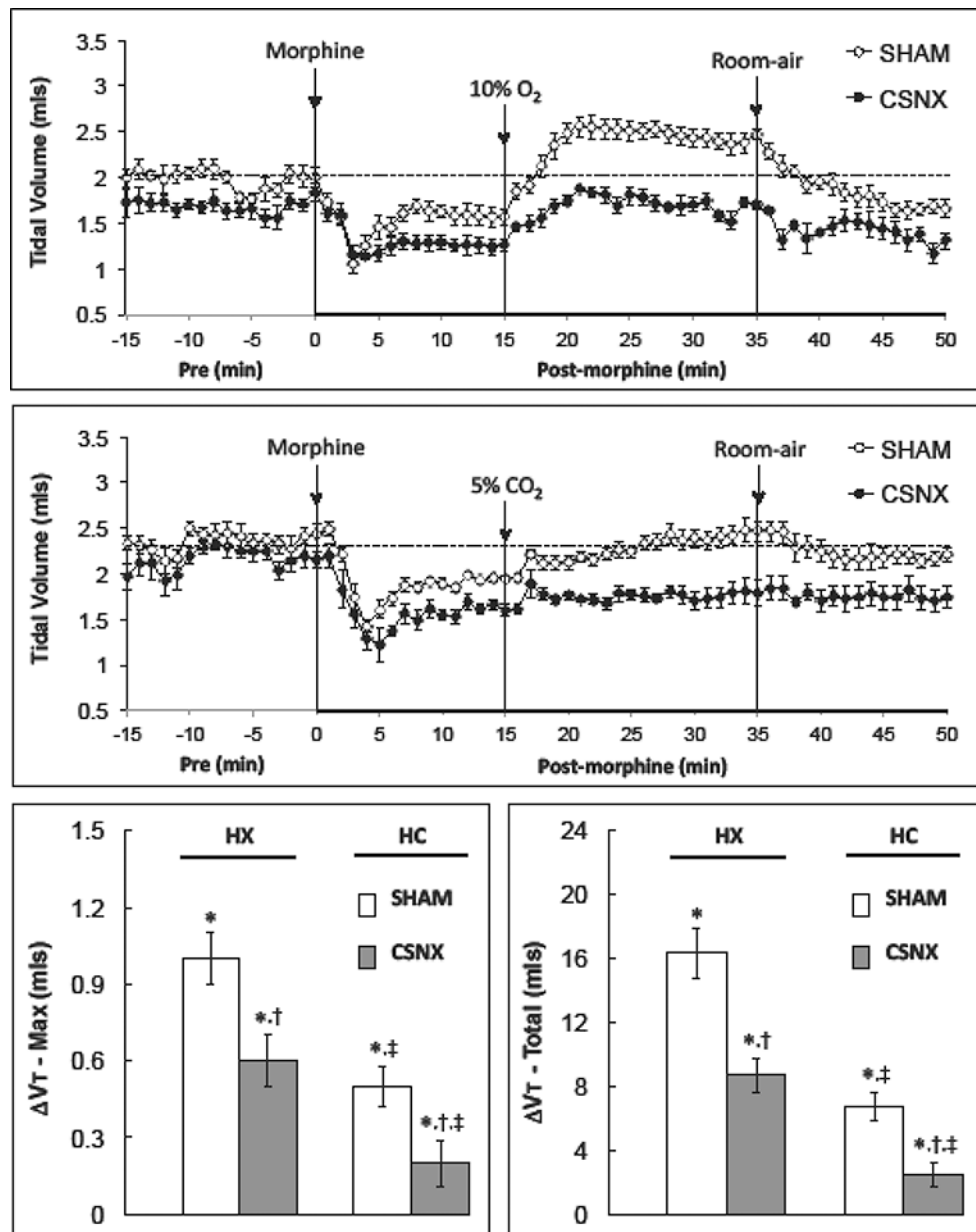 Morphine
10% O₂
Room-air
SHAM
CSNX
Tidal Volume (mls)
3.5
3
2.5
2
1.5
1
0.5
-15 -10 -5 0 5 10 15 20 25 30 35 40 45 50
Pre (min) Post-morphine (min)
Morphine
5% CO₂
Room-air
SHAM
CSNX
Tidal Volume (mls)
3.5
3
2.5
2
1.5
1
0.5
-15 -10 -5 0 5 10 15 20 25 30 35 40 45 50
Pre (min) Post-morphine (min)
ΔVT - Max (mls)
1.5
1.2
0.9
0.6
0.3
0
HX HC
SHAM
CSNX
*
*,†
*,‡
*,†,‡
ΔVT - Total (mls)
24
20
16
12
8
4
0
HX HC
SHAM
CSNX
*
*,†
*,‡
*,†,‡